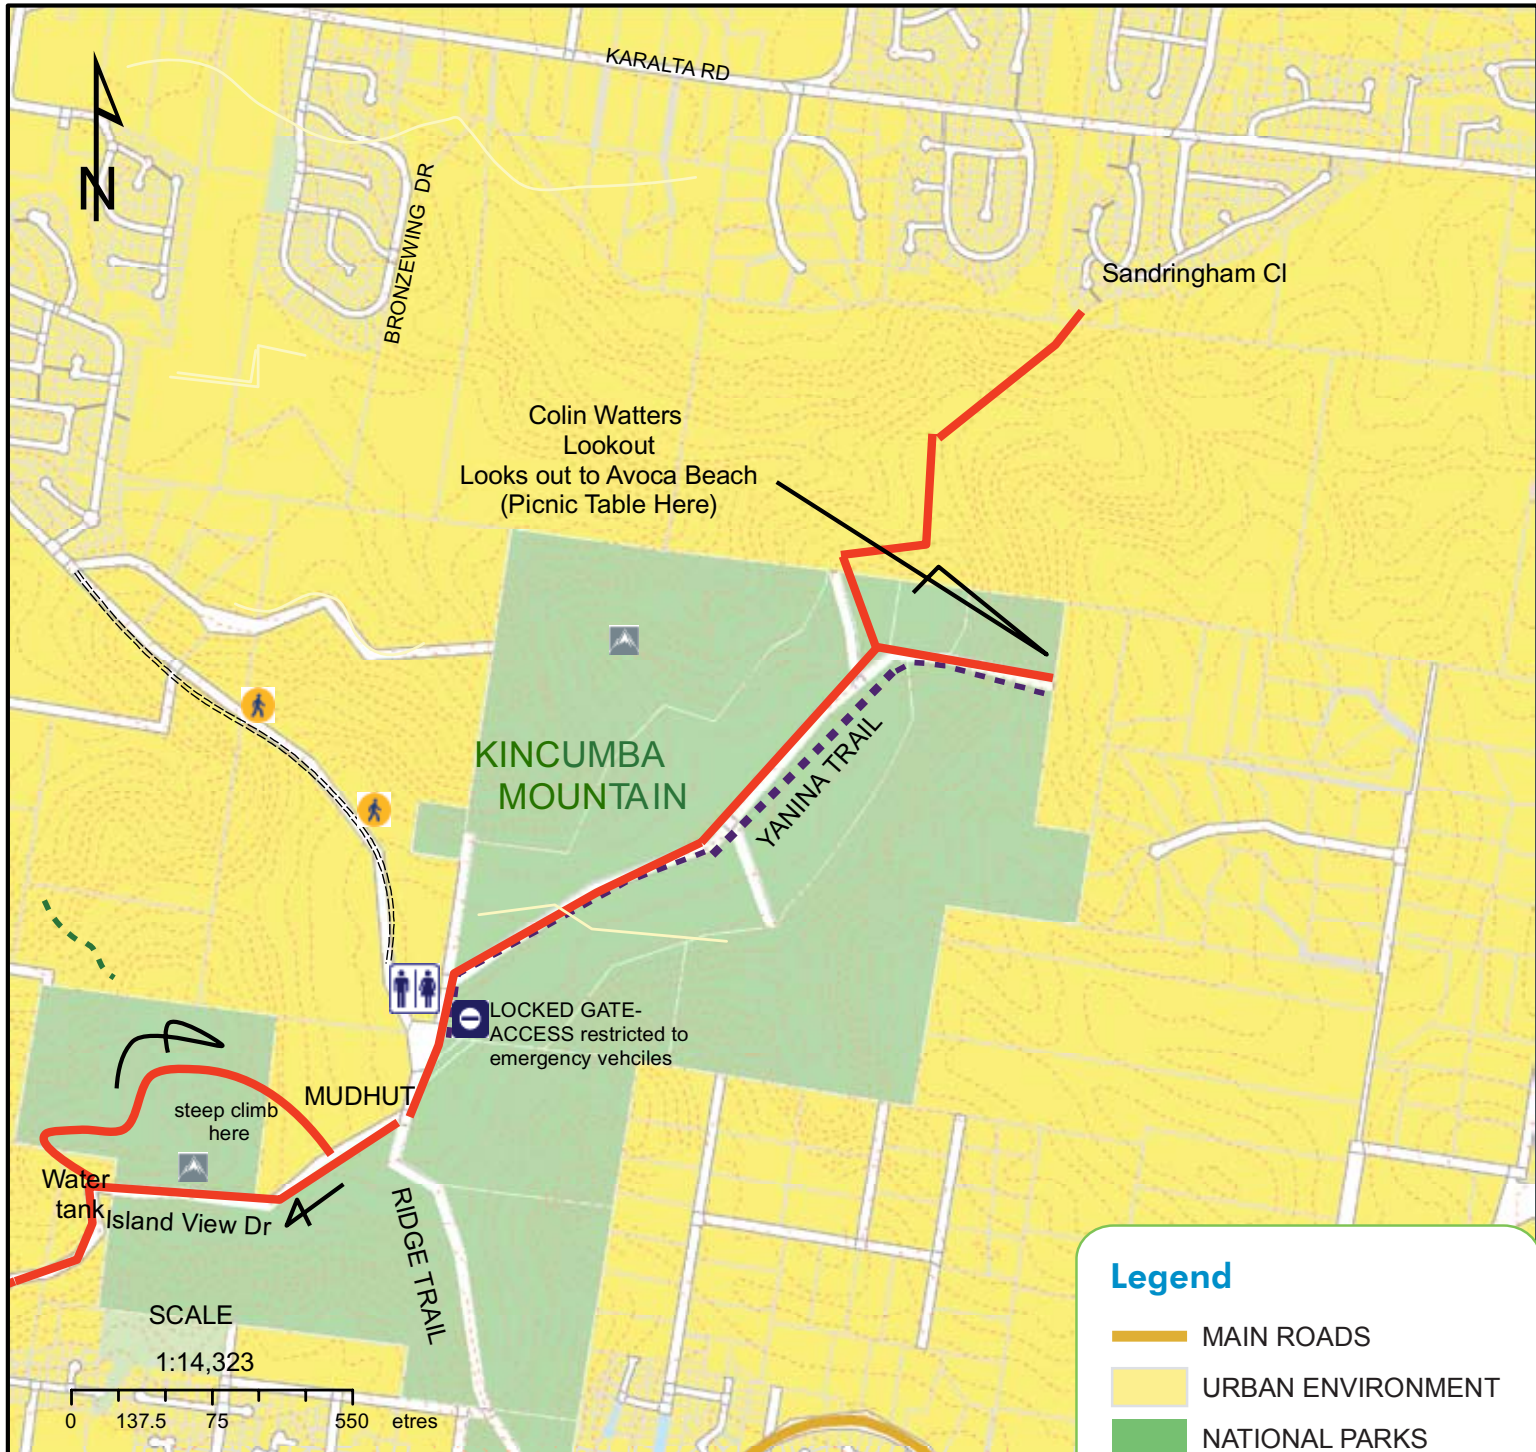 KARALTA RD
N
BRONZEWING DR
Sandringham Cl
Colin Watters
Lookout
Looks out to Avoca Beach
(Picnic Table Here)
KINCUMBA
MOUNTAIN
YANINA TRAIL
LOCKED GATE-
ACCESS restricted to
emergency vehciles
MUDHUT
steep climb
here
Water
tank
Island View Dr
RIDGE TRAIL
SCALE
1:14,323
0 137.5 75 550 etres
Legend
MAIN ROADS
URBAN ENVIRONMENT
NATIONAL PARKS